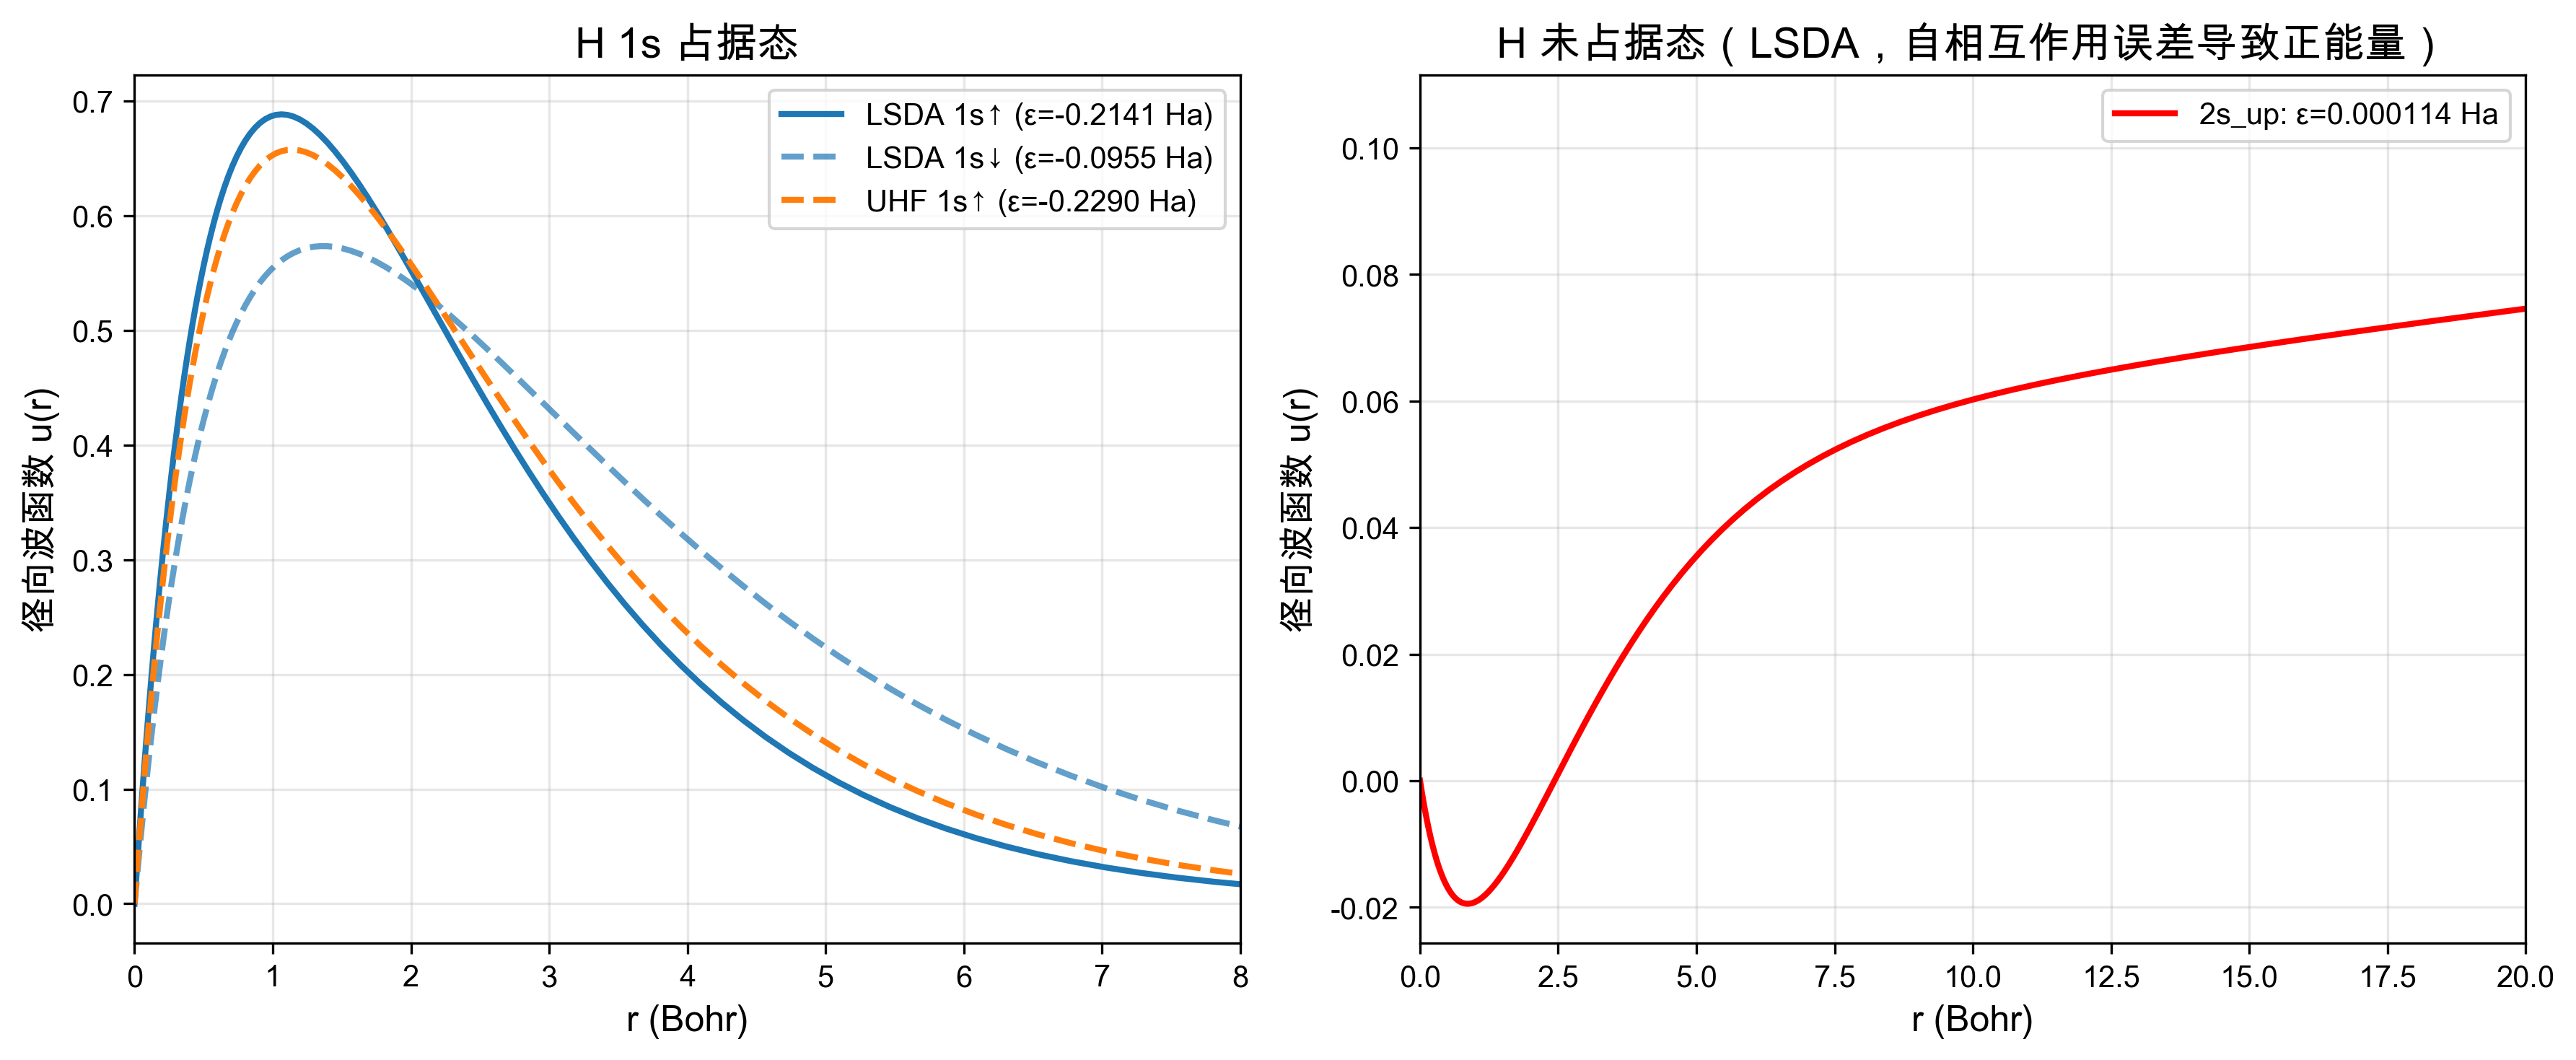 H 1s 占据态
径向波函数 u(r)
0.7
0.6
0.5
0.4
0.3
0.2
0.1
0.0
LSDA 1s↑ (ε=-0.2141 Ha)
LSDA 1s↓ (ε=-0.0955 Ha)
UHF 1s↑ (ε=-0.2290 Ha)
0 1 2 3 4 5 6 7 8
r (Bohr)
H 未占据态（LSDA，自相互作用误差导致正能量）
径向波函数 u(r)
0.10
0.08
0.06
0.04
0.02
0.00
-0.02
2s_up: ε=0.000114 Ha
0.0 2.5 5.0 7.5 10.0 12.5 15.0 17.5 20.0
r (Bohr)